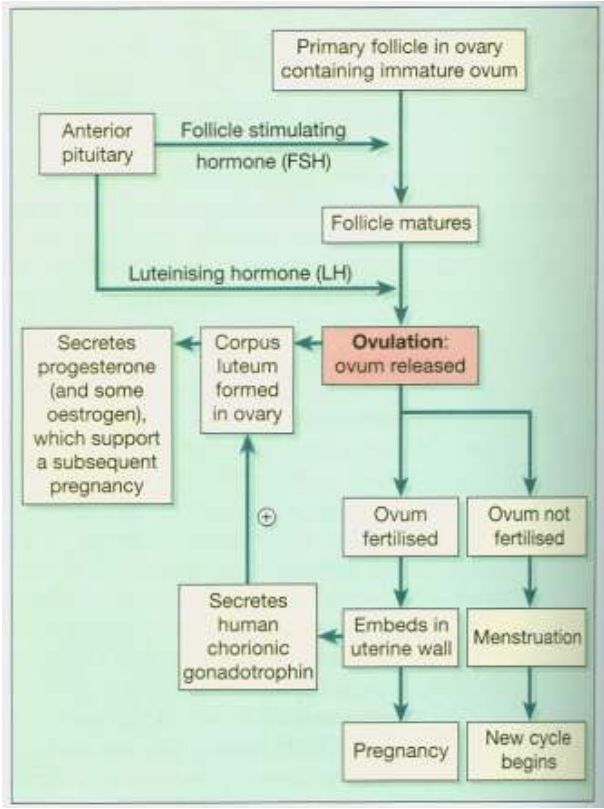 Primary follicle in ovary
containing immature ovum
Anterior
pituitary
Follicle stimulating
hormone (FSH)
Follicle matures
Luteinising hormone (LH)
Secretes
progesterone
(and some
oestrogen),
which support
a subsequent
pregnancy
Corpus
luteum
formed
in ovary
Ovulation:
ovum released
+
Ovum
fertilised
Ovum not
fertilised
Secretes
human
chorionic
gonadotrophin
Embeds in
uterine wall
Menstruation
Pregnancy
New cycle
begins